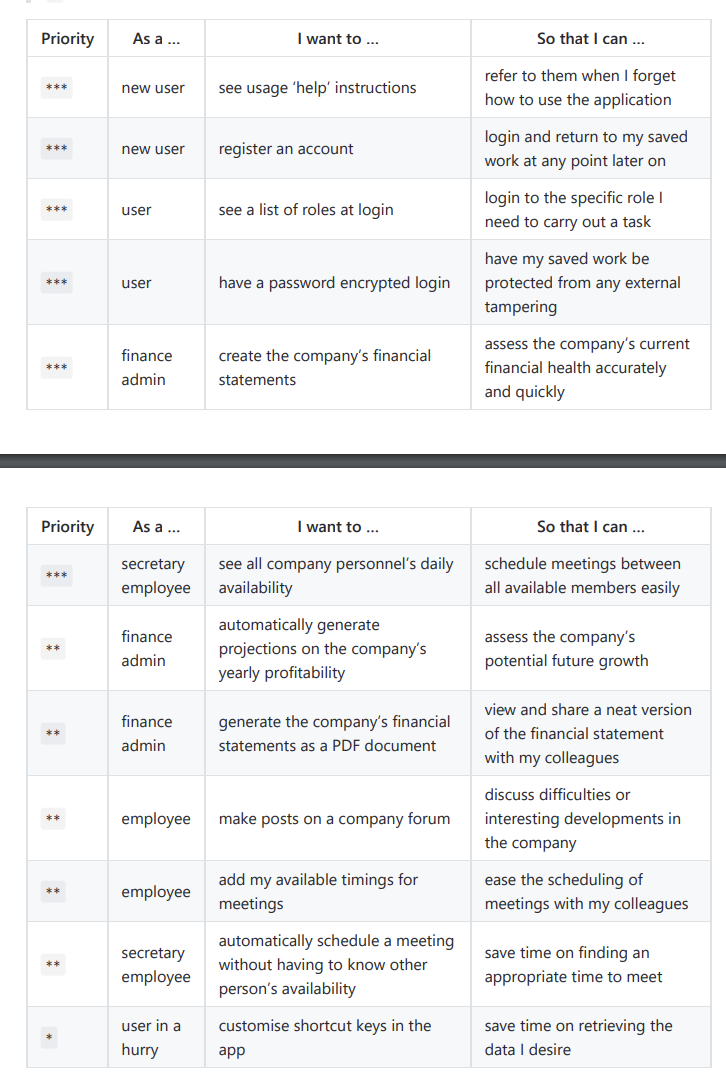 Priority As a ... I want to ... So that I can ...
*** new user see usage ‘help’ instructions refer to them when I forget
how to use the application
*** new user register an account login and return to my saved
work at any point later on
*** user see a list of roles at login login to the specific role I
need to carry out a task
*** user have a password encrypted login have my saved work be
protected from any external
tampering
*** finance
admin
create the company’s financial
statements
assess the company’s current
financial health accurately
and quickly
Priority As a ... I want to ... So that I can ...
*** secretary
employee
see all company personnel’s daily
availability
schedule meetings between
all available members easily
** finance
admin
automatically generate
projections on the company’s
yearly profitability
assess the company’s
potential future growth
** finance
admin
generate the company’s financial
statements as a PDF document
view and share a neat version
of the financial statement
with my colleagues
** employee make posts on a company forum discuss difficulties or
interesting developments in
the company
** employee add my available timings for
meetings
ease the scheduling of
meetings with my colleagues
** secretary
employee
automatically schedule a meeting
without having to know other
person’s availability
save time on finding an
appropriate time to meet
* user in a
hurry
customise shortcut keys in the
app
save time on retrieving the
data I desire